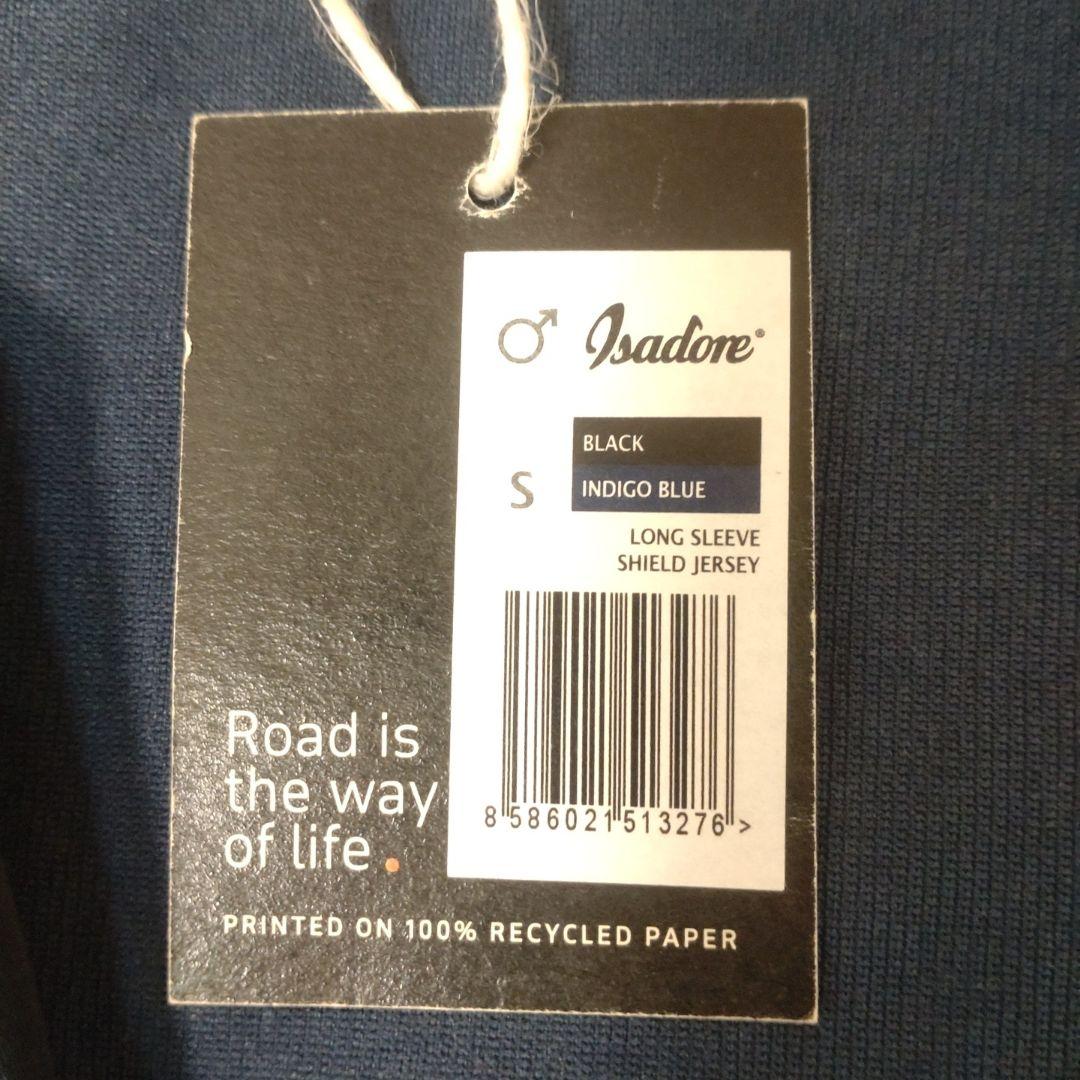 Isadore®
BLACK
S
INDIGO BLUE
LONG SLEEVE
SHIELD JERSEY
8 586021 513276 >
Road is
the way
of life.
PRINTED ON 100% RECYCLED PAPER